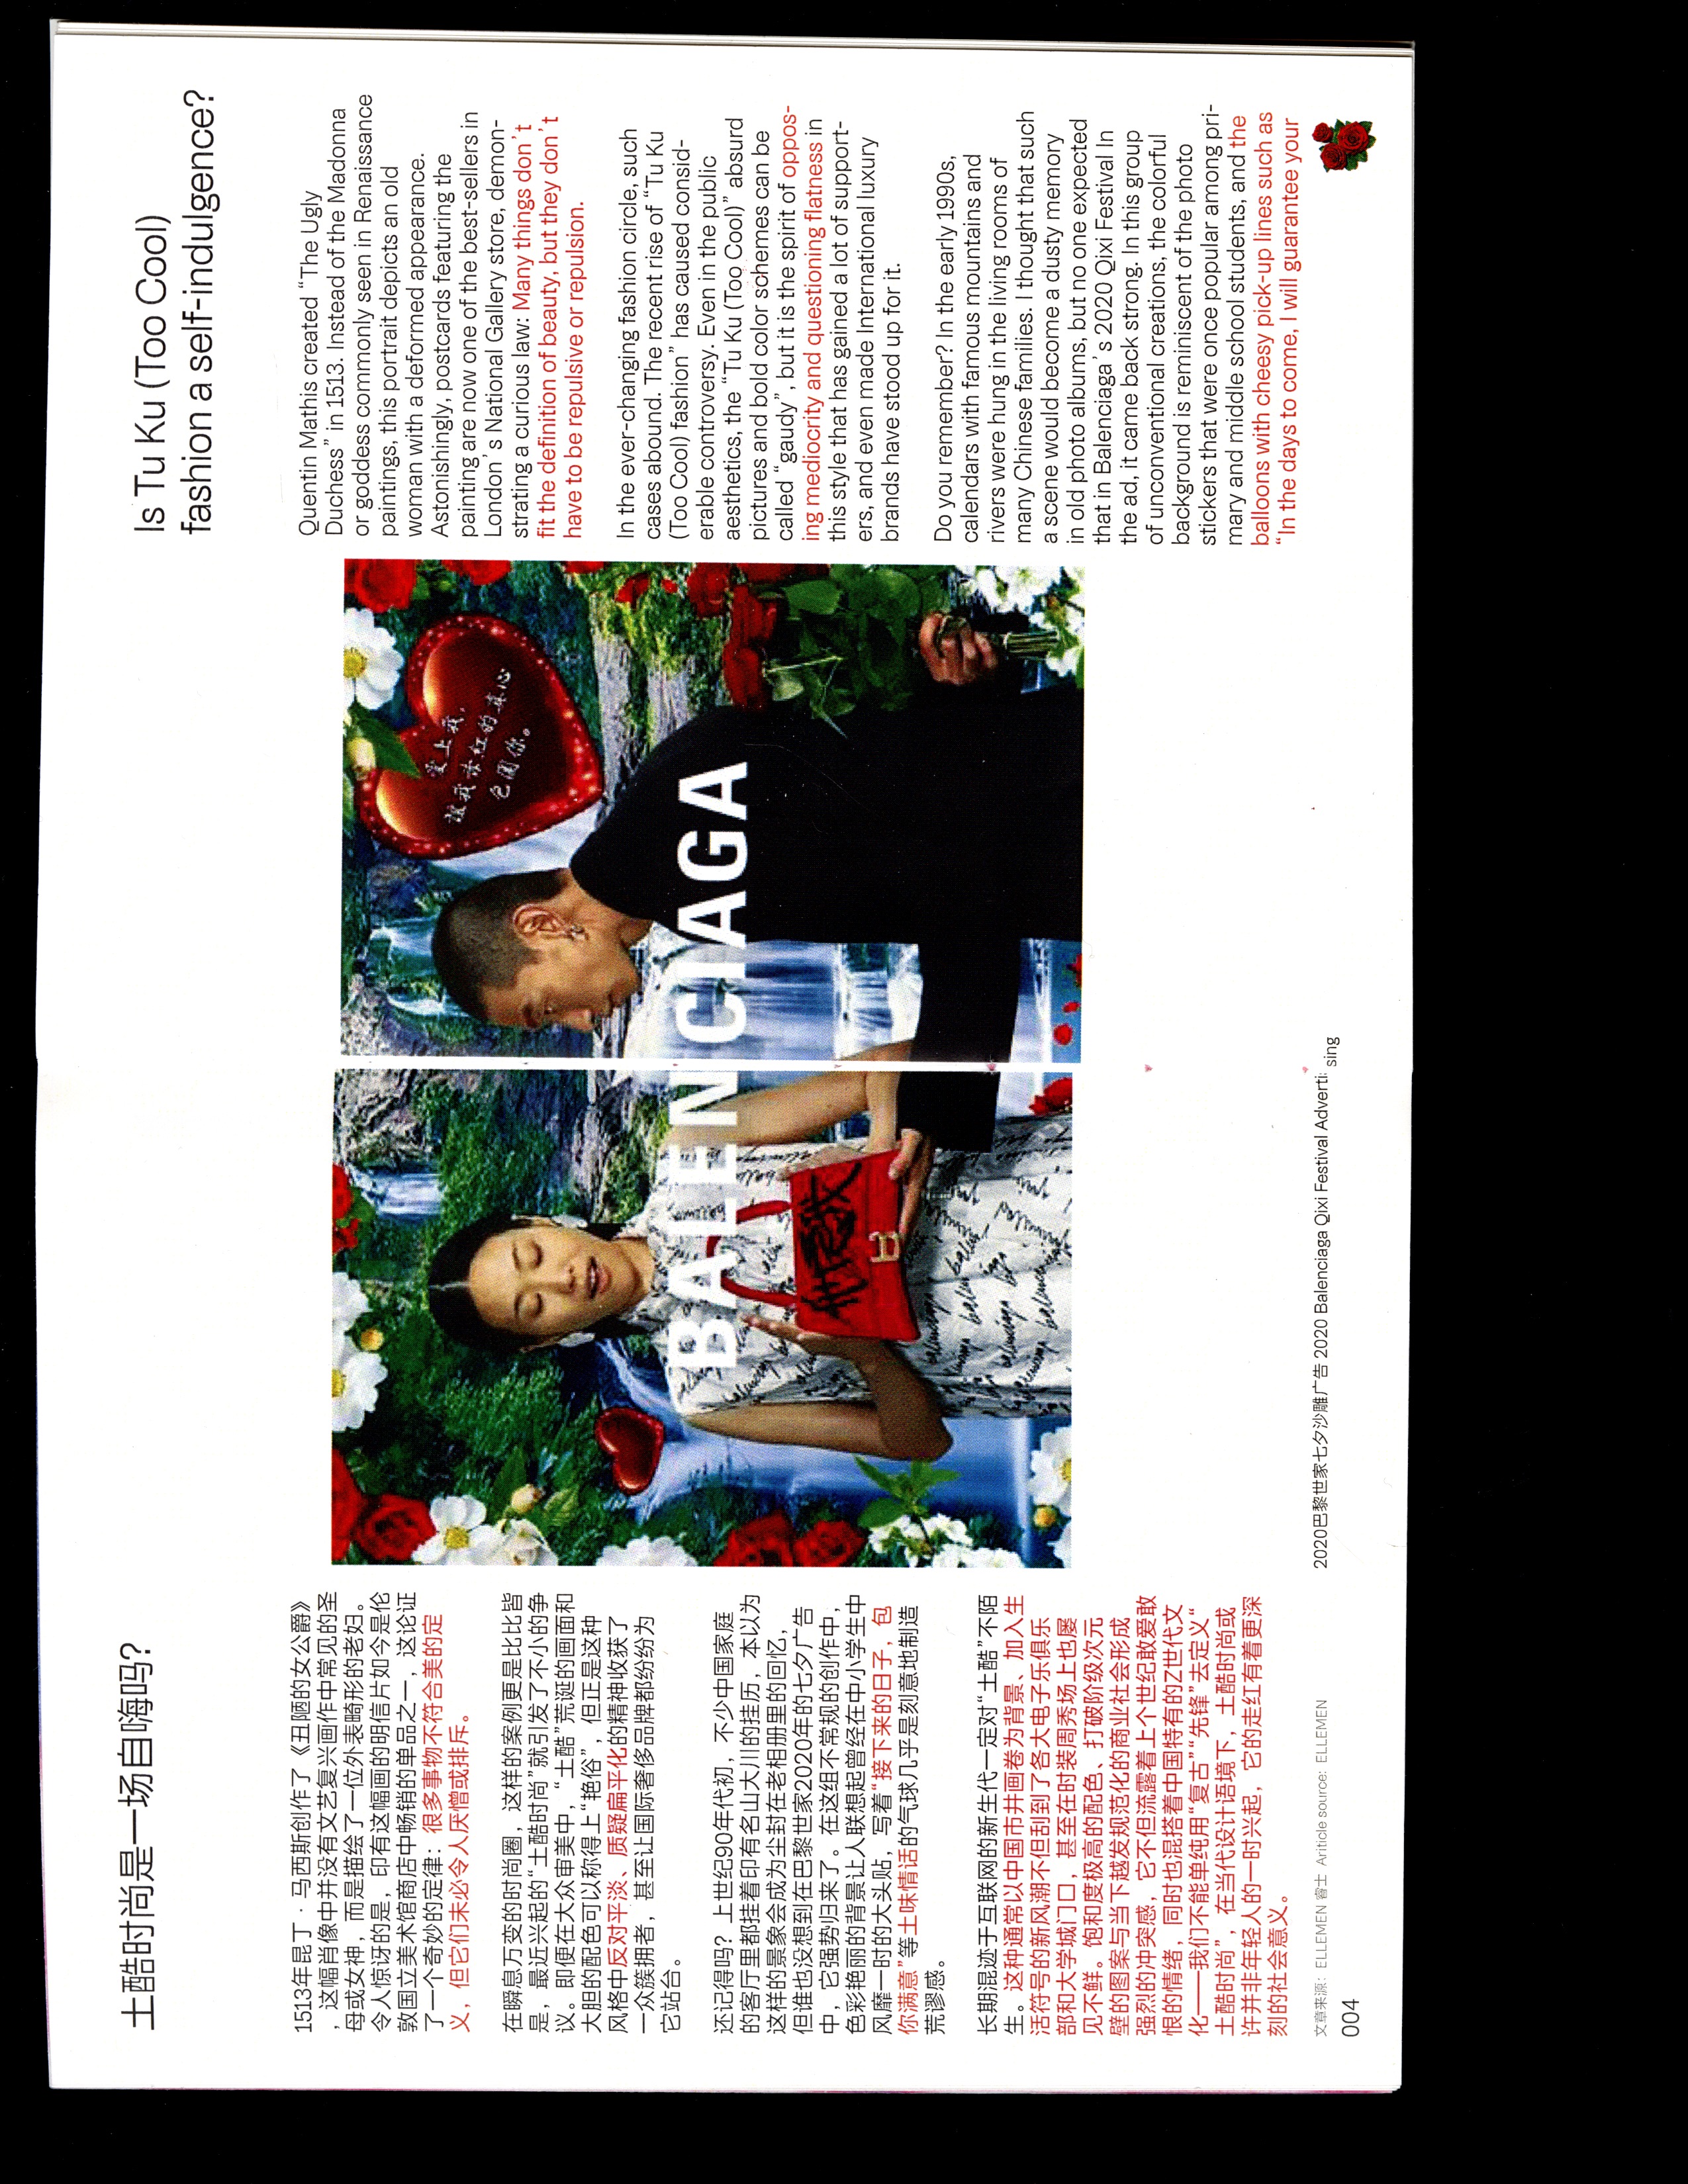 土酷时尚是一场自嗨吗?
1513年昆丁·马西斯创作了《丑陋的女公爵》
，这幅肖像中并没有文艺复兴画作中常见的圣
母或女神，而是描绘了一位外表畸形的老妇。
令人惊讶的是，印有这幅画的明信片如今是伦
敦国立美术馆商店中畅销的单品之一，这论证
了一个奇妙的定律：很多事物不符合美的定
义，但它们未必令人厌憎或排斥。
在瞬息万变的时尚圈，这样的案例更是比比皆
是，最近兴起的“土酷时尚”就引发了不小的争
议。即便在大众审美中，“土酷”荒诞的画面和
大胆的配色可以称得上“艳俗”，但正是这种
风格中反对平淡、质疑扁平化的精神收获了
一众簇拥者，甚至让国际奢侈品牌都纷纷为
它站台。
还记得吗？上世纪90年代初，不少中国家庭
的客厅里都挂着印有名山大川的挂历，本以为
这样的景象会成为尘封在老相册里的回忆，
但谁也没想到在巴黎世家2020年的七夕广告
中，它强势归来了。在这组不常规的创作中，
色彩艳丽的背景让人联想起曾经在中小学生中
风靡一时的大头贴，写着“接下来的日子，包
你满意”等土味情话的气球几乎是刻意地制造
荒谬感。
长期混迹于互联网的新生代一定对“土酷”不陌
生。这种通常以中国市井画卷为背景、加入生
活符号的新风潮不但刮到了各大电子乐俱乐
部和大学城门口，甚至在时装周秀场上也屡
见不鲜。饱和度极高的配色、打破阶级次元
壁的图案与当下越发规范化的商业社会形成
强烈的冲突感，它不但流露着上个世纪敢爱敢
恨的情绪，同时也混搭着中国特有的Z世代文
化——我们不能单纯用“复古”“先锋”去定义“
土酷时尚”，在当代设计语境下，土酷时尚或
许并非年轻人的一时兴起，它的走红有着更深
刻的社会意义。
文章来源：ELLEMEN 睿士 Ariticle source: ELLEMEN
004
爱上我，
让我赤红的真心
包围你。
BALENCIAGA
他爱我
2020巴黎世家七夕沙雕广告 2020 Balenciaga Qixi Festival Advertising
Is Tu Ku (Too Cool)
fashion a self-indulgence?
Quentin Mathis created “The Ugly
Duchess” in 1513. Instead of the Madonna
or goddess commonly seen in Renaissance
paintings, this portrait depicts an old
woman with a deformed appearance.
Astonishingly, postcards featuring the
painting are now one of the best-sellers in
London’s National Gallery store, demon-
strating a curious law: Many things don’t
fit the definition of beauty, but they don’t
have to be repulsive or repulsion.
In the ever-changing fashion circle, such
cases abound. The recent rise of “Tu Ku
(Too Cool) fashion” has caused consid-
erable controversy. Even in the public
aesthetics, the “Tu Ku (Too Cool)” absurd
pictures and bold color schemes can be
called “gaudy”, but it is the spirit of oppos-
ing mediocrity and questioning flatness in
this style that has gained a lot of support-
ers, and even made International luxury
brands have stood up for it.
Do you remember? In the early 1990s,
calendars with famous mountains and
rivers were hung in the living rooms of
many Chinese families. I thought that such
a scene would become a dusty memory
in old photo albums, but no one expected
that in Balenciaga’s 2020 Qixi Festival In
the ad, it came back strong. In this group
of unconventional creations, the colorful
background is reminiscent of the photo
stickers that were once popular among pri-
mary and middle school students, and the
balloons with cheesy pick-up lines such as
“In the days to come, I will guarantee your